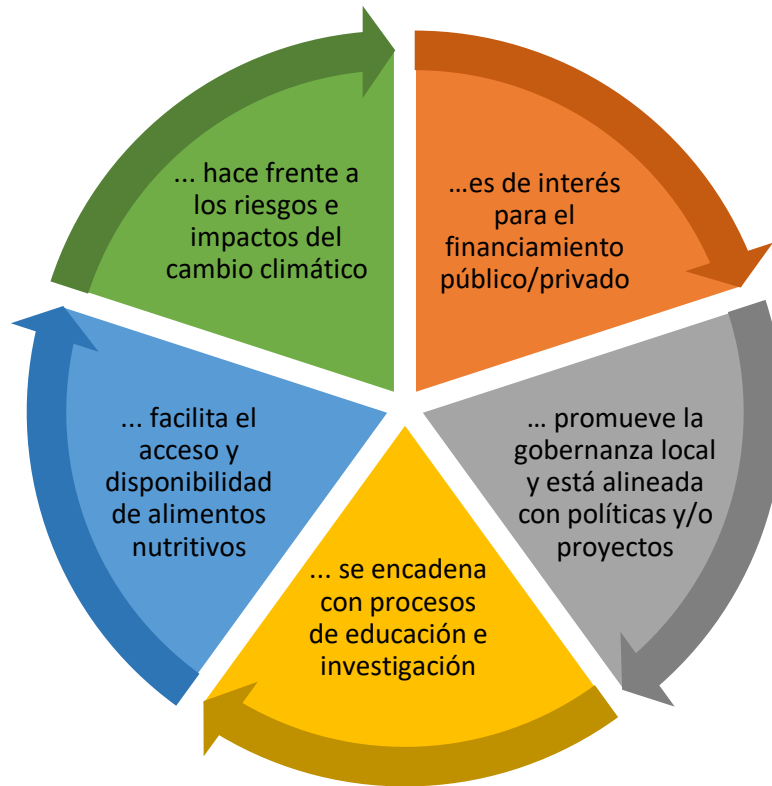 ... hace frente a
los riesgos e
impactos del
cambio climático
...es de interés
para el
financiamiento
público/privado
... promueve la
gobernanza local
y está alineada
con políticas y/o
proyectos
... se encadena
con procesos
de educación e
investigación
... facilita el
acceso y
disponibilidad
de alimentos
nutritivos